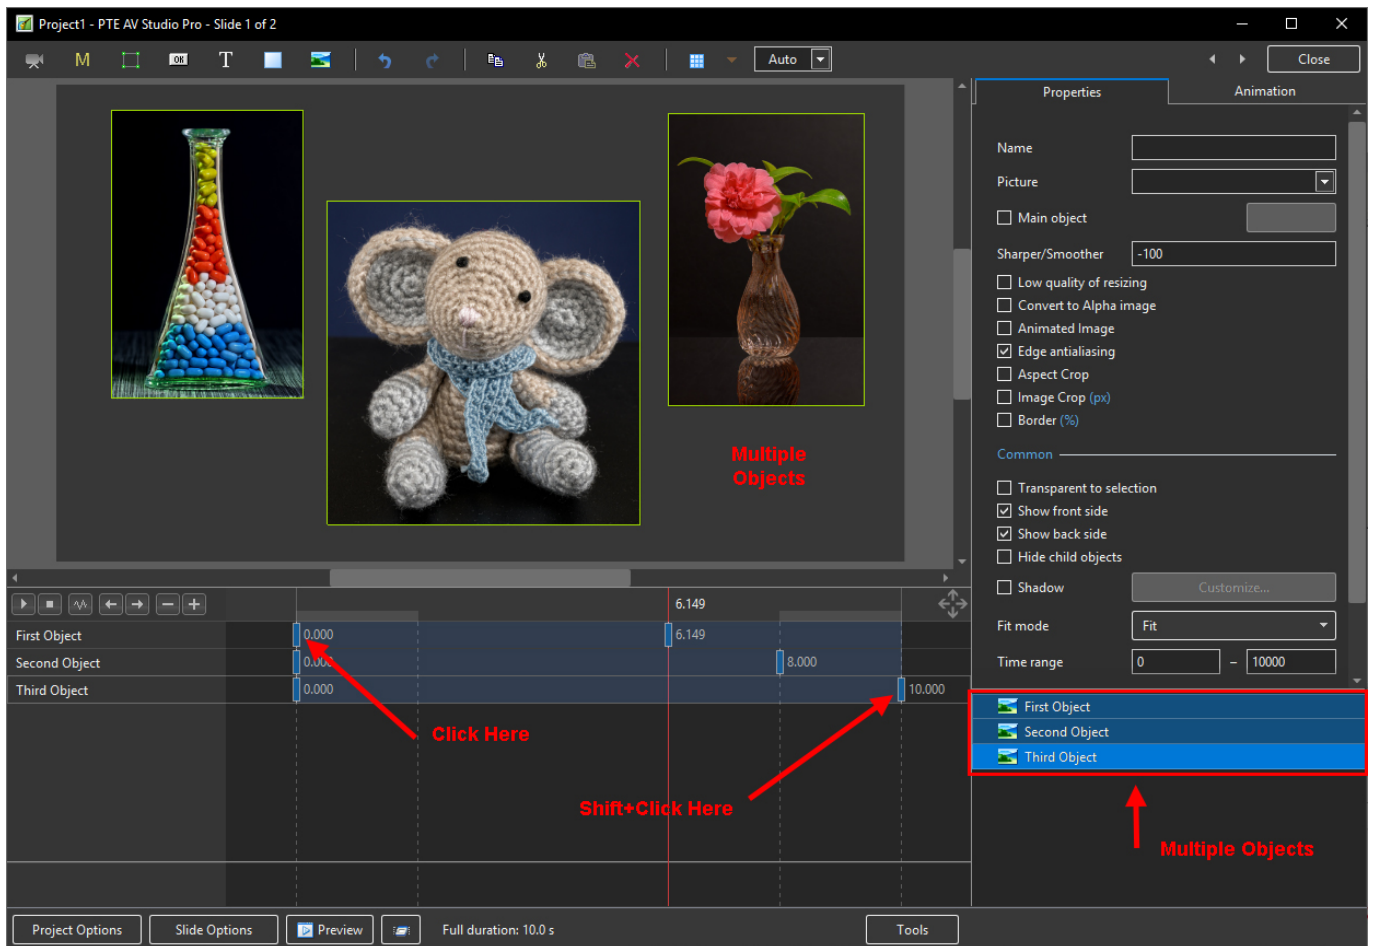 Project1 - PTE AV Studio Pro - Slide 1 of 2
M OK T Auto Close
Properties Animation
Name
Picture
Main object
Sharper/Smoother -100
Low quality of resizing
Convert to Alpha image
Animated Image
Edge antialiasing
Aspect Crop
Image Crop (px)
Border (%)
Multiple
Objects
Common
Transparent to selection
Show front side
Show back side
Hide child objects
Shadow Customize...
Fit mode Fit
Time range 0 – 10000
6.149
First Object 0.000 6.149
Second Object 0.000 8.000
Third Object 0.000 10.000
Click Here
Shift+Click Here
First Object
Second Object
Third Object
Multiple Objects
Project Options Slide Options Preview Full duration: 10.0 s Tools